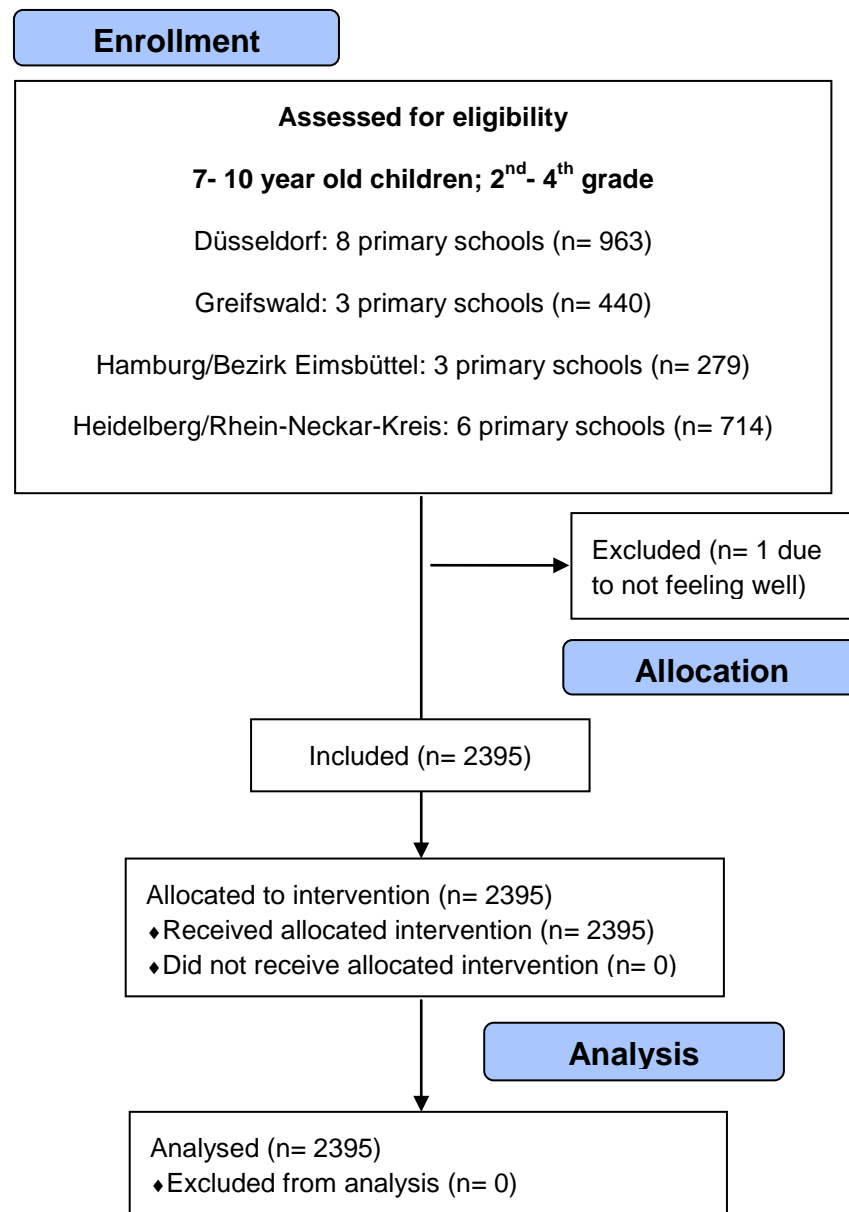 Enrollment
Assessed for eligibility
7- 10 year old children; 2nd- 4th grade
Düsseldorf: 8 primary schools (n= 963)
Greifswald: 3 primary schools (n= 440)
Hamburg/Bezirk Eimsbüttel: 3 primary schools (n= 279)
Heidelberg/Rhein-Neckar-Kreis: 6 primary schools (n= 714)
Excluded (n= 1 due
to not feeling well)
Allocation
Included (n= 2395)
Allocated to intervention (n= 2395)
♦Received allocated intervention (n= 2395)
♦Did not receive allocated intervention (n= 0)
Analysis
Analysed (n= 2395)
♦Excluded from analysis (n= 0)